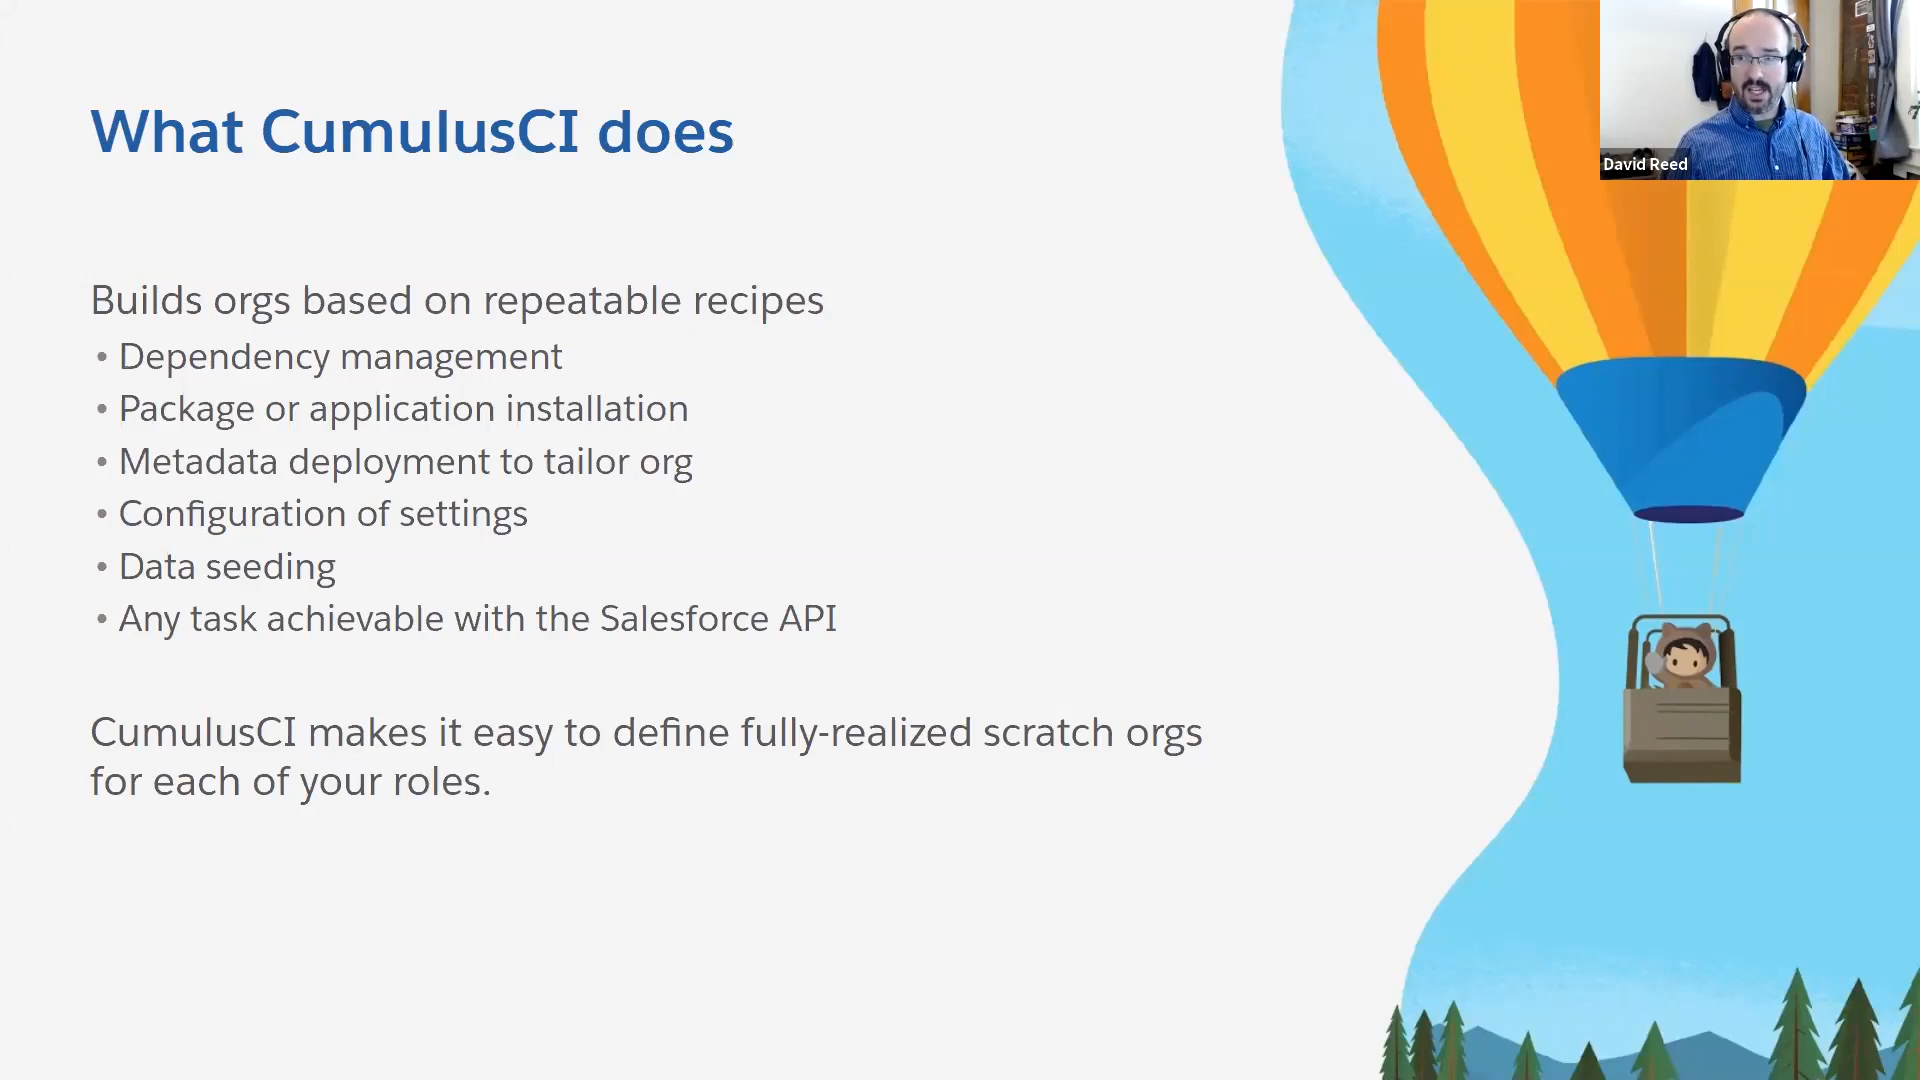 What CumulusCI does
Builds orgs based on repeatable recipes
• Dependency management
• Package or application installation
• Metadata deployment to tailor org
• Configuration of settings
• Data seeding
• Any task achievable with the Salesforce API
CumulusCI makes it easy to define fully-realized scratch orgs
for each of your roles.
David Reed